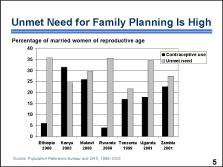 Unmet Need for Family Planning Is High
Percentage of married women of reproductive age
Contraceptive use
Unmet need
40
35
30
25
20
15
10
5
0
Ethiopia Kenya Malawi Rwanda Tanzania Uganda Zambia
2000 2003 2000 2000 1999 2001 2002
Source: Population Reference Bureau and DHS, 1998-2003
5